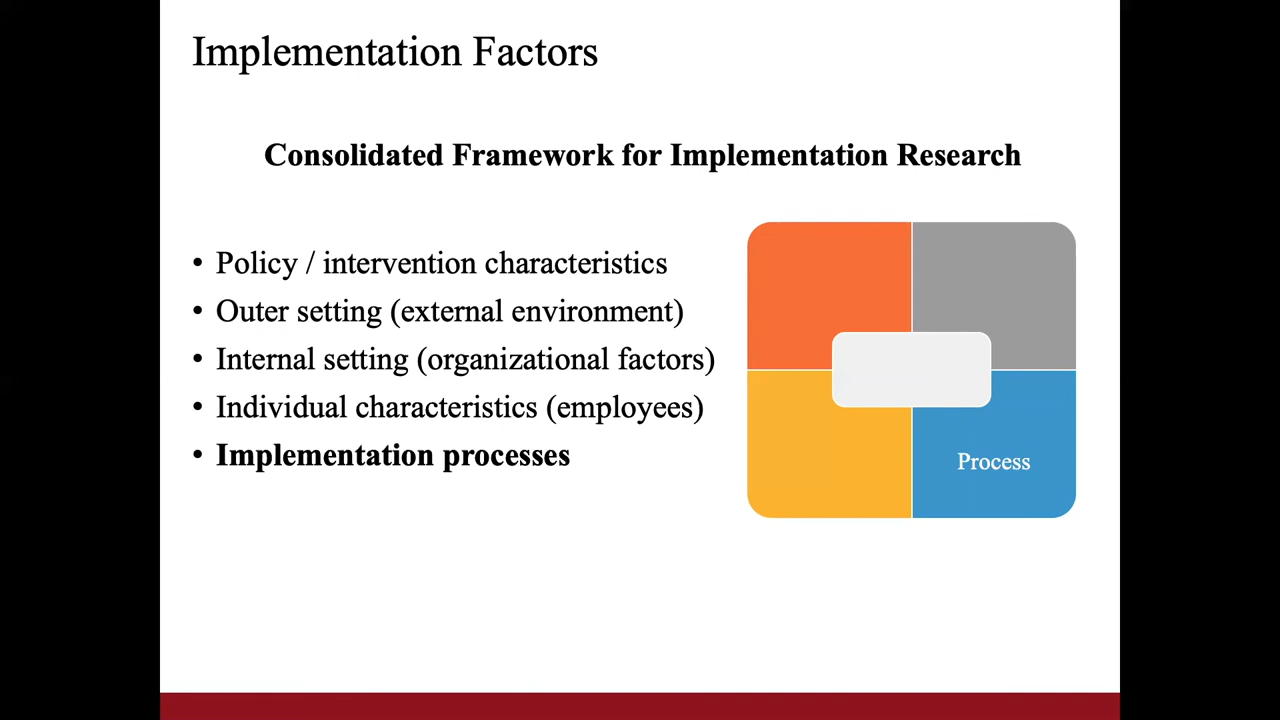 Implementation Factors
Consolidated Framework for Implementation Research
• Policy / intervention characteristics
• Outer setting (external environment)
• Internal setting (organizational factors)
• Individual characteristics (employees)
• Implementation processes
Process